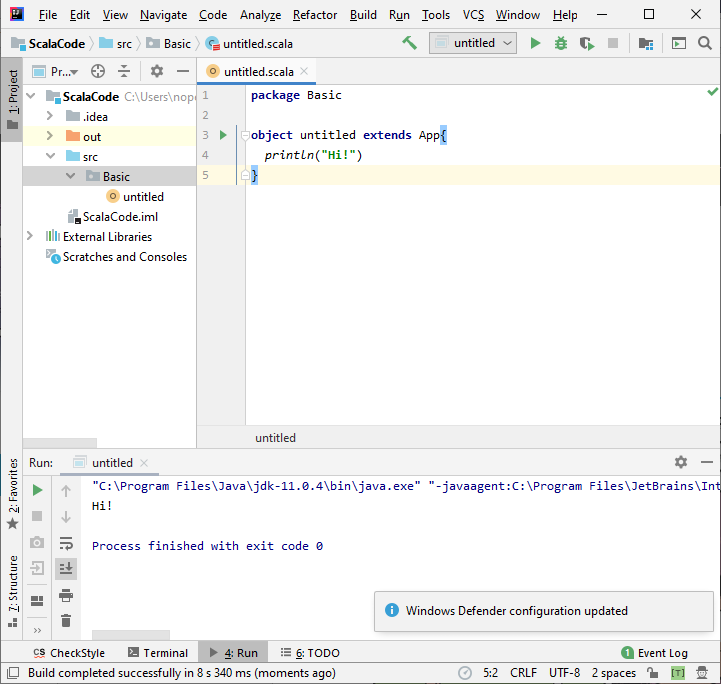 File Edit View Navigate Code Analyze Refactor Build Run Tools VCS Window Help
ScalaCode src Basic untitled.scala untitled
1: Project
Pr... untitled.scala
ScalaCode C:\Users\nope
.idea
out
src
Basic
untitled
ScalaCode.iml
External Libraries
Scratches and Consoles
1 package Basic
2
3 object untitled extends App{
4 println("Hi!")
5 }
untitled
Run: untitled
2: Favorites
7: Structure
"C:\Program Files\Java\jdk-11.0.4\bin\java.exe" "-javaagent:C:\Program Files\JetBrains\Int
Hi!
Process finished with exit code 0
Windows Defender configuration updated
CS CheckStyle Terminal 4: Run 6: TODO 1 Event Log
Build completed successfully in 8 s 340 ms (moments ago) 5:2 CRLF UTF-8 2 spaces [T]